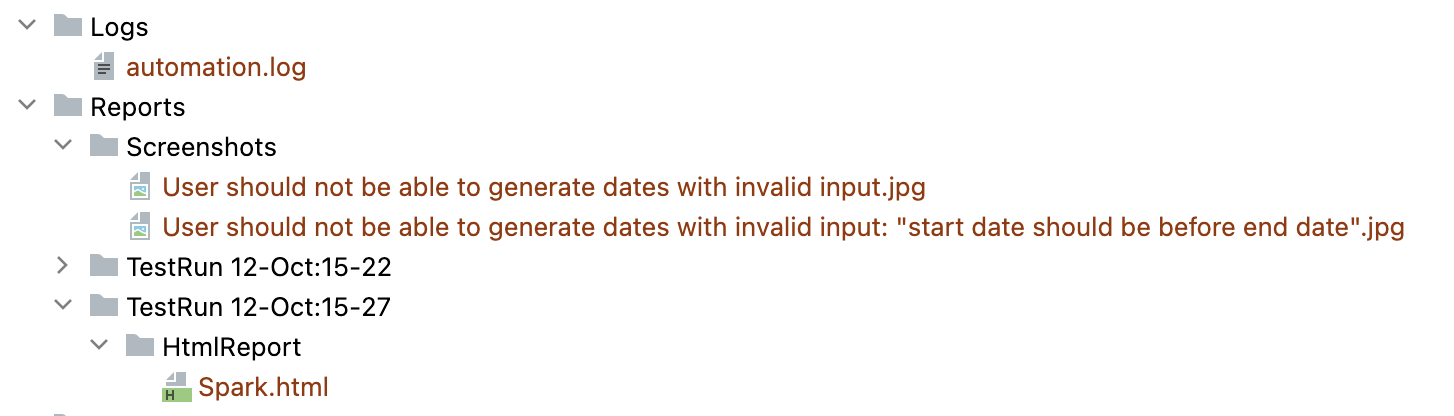 Logs
automation.log
Reports
Screenshots
User should not be able to generate dates with invalid input.jpg
User should not be able to generate dates with invalid input: "start date should be before end date".jpg
TestRun 12-Oct:15-22
TestRun 12-Oct:15-27
HtmlReport
H Spark.html